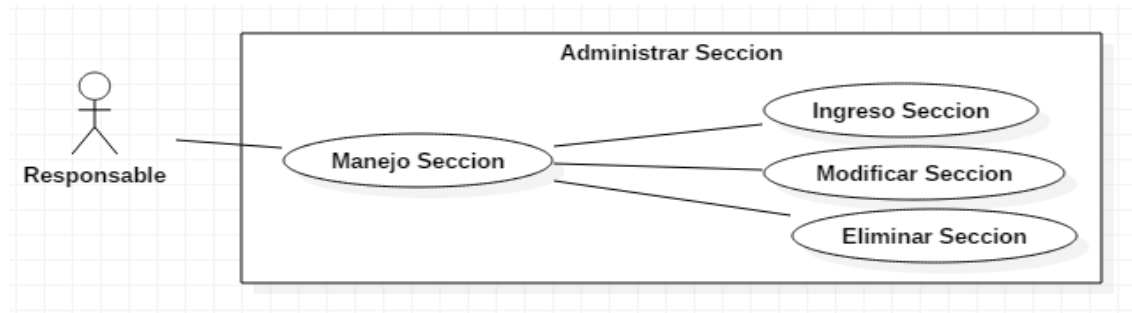 Administrar Seccion
Responsable
Manejo Seccion
Ingreso Seccion
Modificar Seccion
Eliminar Seccion